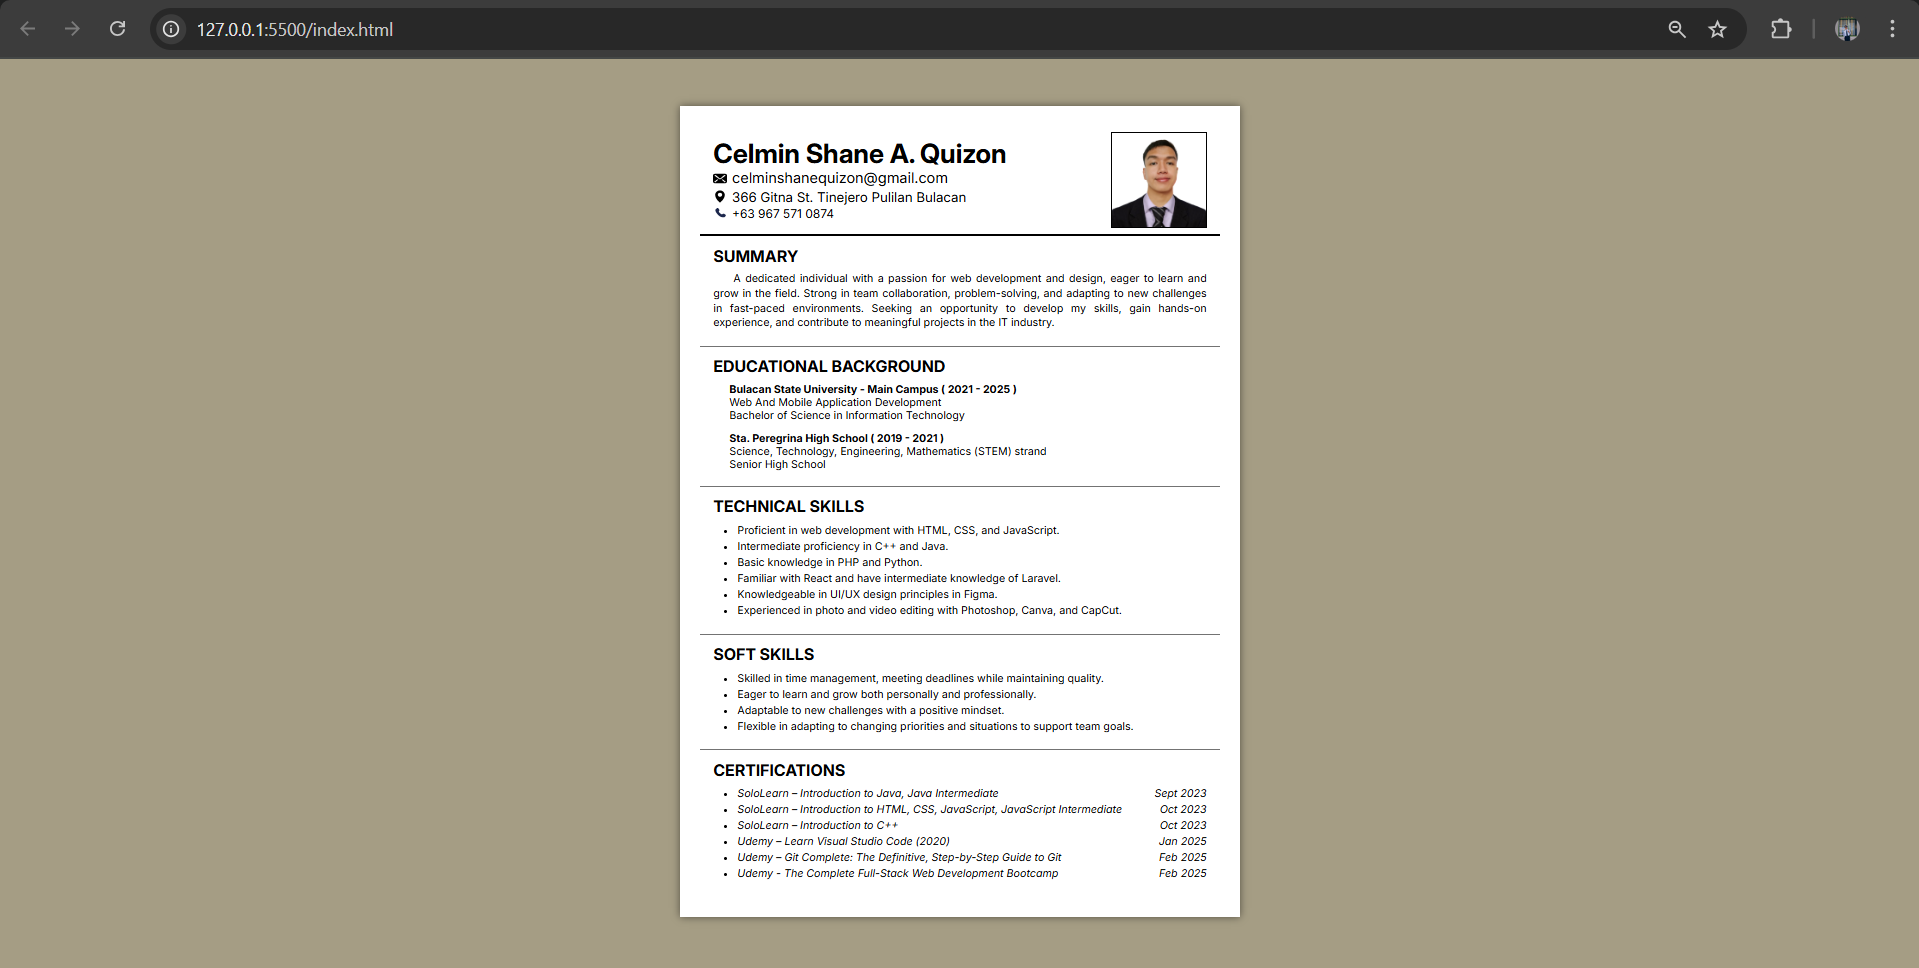 127.0.0.1:5500/index.html
Celmin Shane A. Quizon
celminshanequizon@gmail.com
366 Gitna St. Tinejero Pulilan Bulacan
+63 967 571 0874
SUMMARY
A dedicated individual with a passion for web development and design, eager to learn and
grow in the field. Strong in team collaboration, problem-solving, and adapting to new challenges
in fast-paced environments. Seeking an opportunity to develop my skills, gain hands-on
experience, and contribute to meaningful projects in the IT industry.
EDUCATIONAL BACKGROUND
Bulacan State University - Main Campus ( 2021 - 2025 )
Web And Mobile Application Development
Bachelor of Science in Information Technology
Sta. Peregrina High School ( 2019 - 2021 )
Science, Technology, Engineering, Mathematics (STEM) strand
Senior High School
TECHNICAL SKILLS
• Proficient in web development with HTML, CSS, and JavaScript.
• Intermediate proficiency in C++ and Java.
• Basic knowledge in PHP and Python.
• Familiar with React and have intermediate knowledge of Laravel.
• Knowledgeable in UI/UX design principles in Figma.
• Experienced in photo and video editing with Photoshop, Canva, and CapCut.
SOFT SKILLS
• Skilled in time management, meeting deadlines while maintaining quality.
• Eager to learn and grow both personally and professionally.
• Adaptable to new challenges with a positive mindset.
• Flexible in adapting to changing priorities and situations to support team goals.
CERTIFICATIONS
• SoloLearn – Introduction to Java, Java Intermediate Sept 2023
• SoloLearn – Introduction to HTML, CSS, JavaScript, JavaScript Intermediate Oct 2023
• SoloLearn – Introduction to C++ Oct 2023
• Udemy – Learn Visual Studio Code (2020) Jan 2025
• Udemy – Git Complete: The Definitive, Step-by-Step Guide to Git Feb 2025
• Udemy - The Complete Full-Stack Web Development Bootcamp Feb 2025